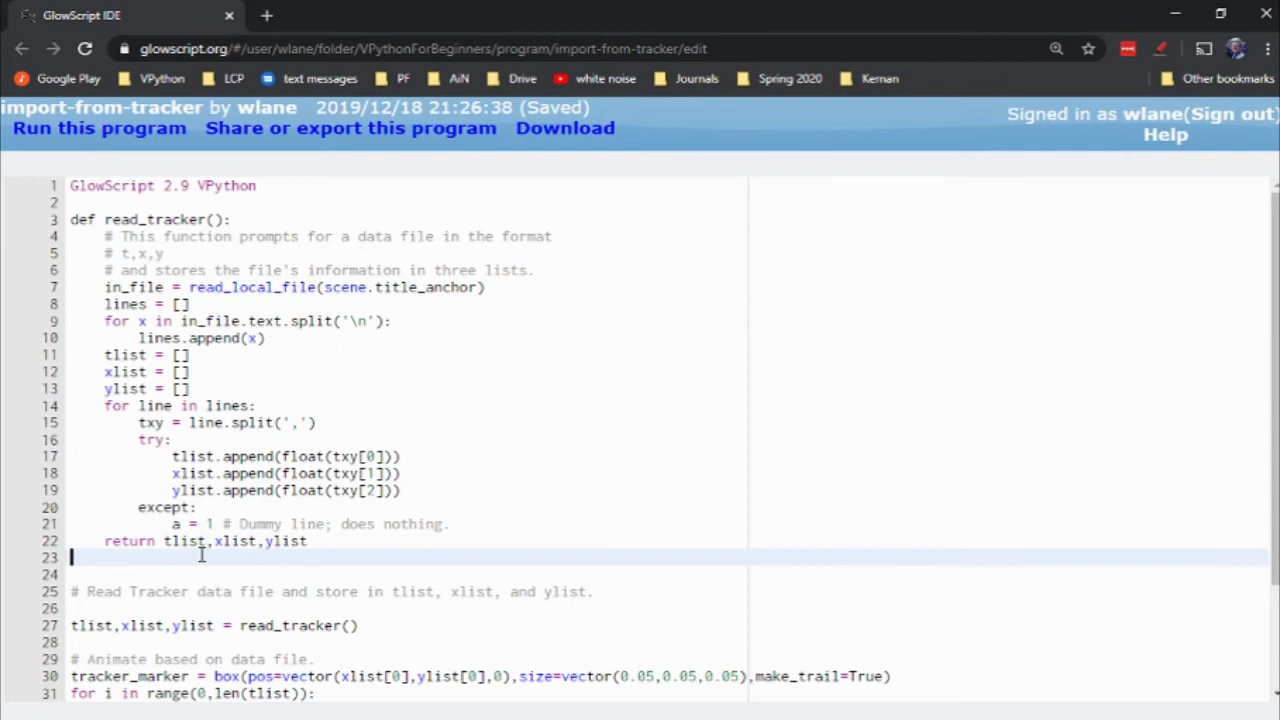 GlowScript IDE
glowscript.org/#/user/wlane/folder/VPythonForBeginners/program/import-from-tracker/edit
Google Play VPython LCP text messages PF AiN Drive white noise Journals Spring 2020 Kernan Other bookmarks
import-from-tracker by wlane 2019/12/18 21:26:38 (Saved)
Signed in as wlane(Sign out)
Run this program Share or export this program Download
Help
1 GlowScript 2.9 VPython
2
3 def read_tracker():
4 # This function prompts for a data file in the format
5 # t,x,y
6 # and stores the file's information in three lists.
7 in_file = read_local_file(scene.title_anchor)
8 lines = []
9 for x in in_file.text.split('\n'):
10 lines.append(x)
11 tlist = []
12 xlist = []
13 ylist = []
14 for line in lines:
15 txy = line.split(',')
16 try:
17 tlist.append(float(txy[0]))
18 xlist.append(float(txy[1]))
19 ylist.append(float(txy[2]))
20 except:
21 a = 1 # Dummy line; does nothing.
22 return tlist,xlist,ylist
23
24
25 # Read Tracker data file and store in tlist, xlist, and ylist.
26
27 tlist,xlist,ylist = read_tracker()
28
29 # Animate based on data file.
30 tracker_marker = box(pos=vector(xlist[0],ylist[0],0),size=vector(0.05,0.05,0.05),make_trail=True)
31 for i in range(0,len(tlist)):